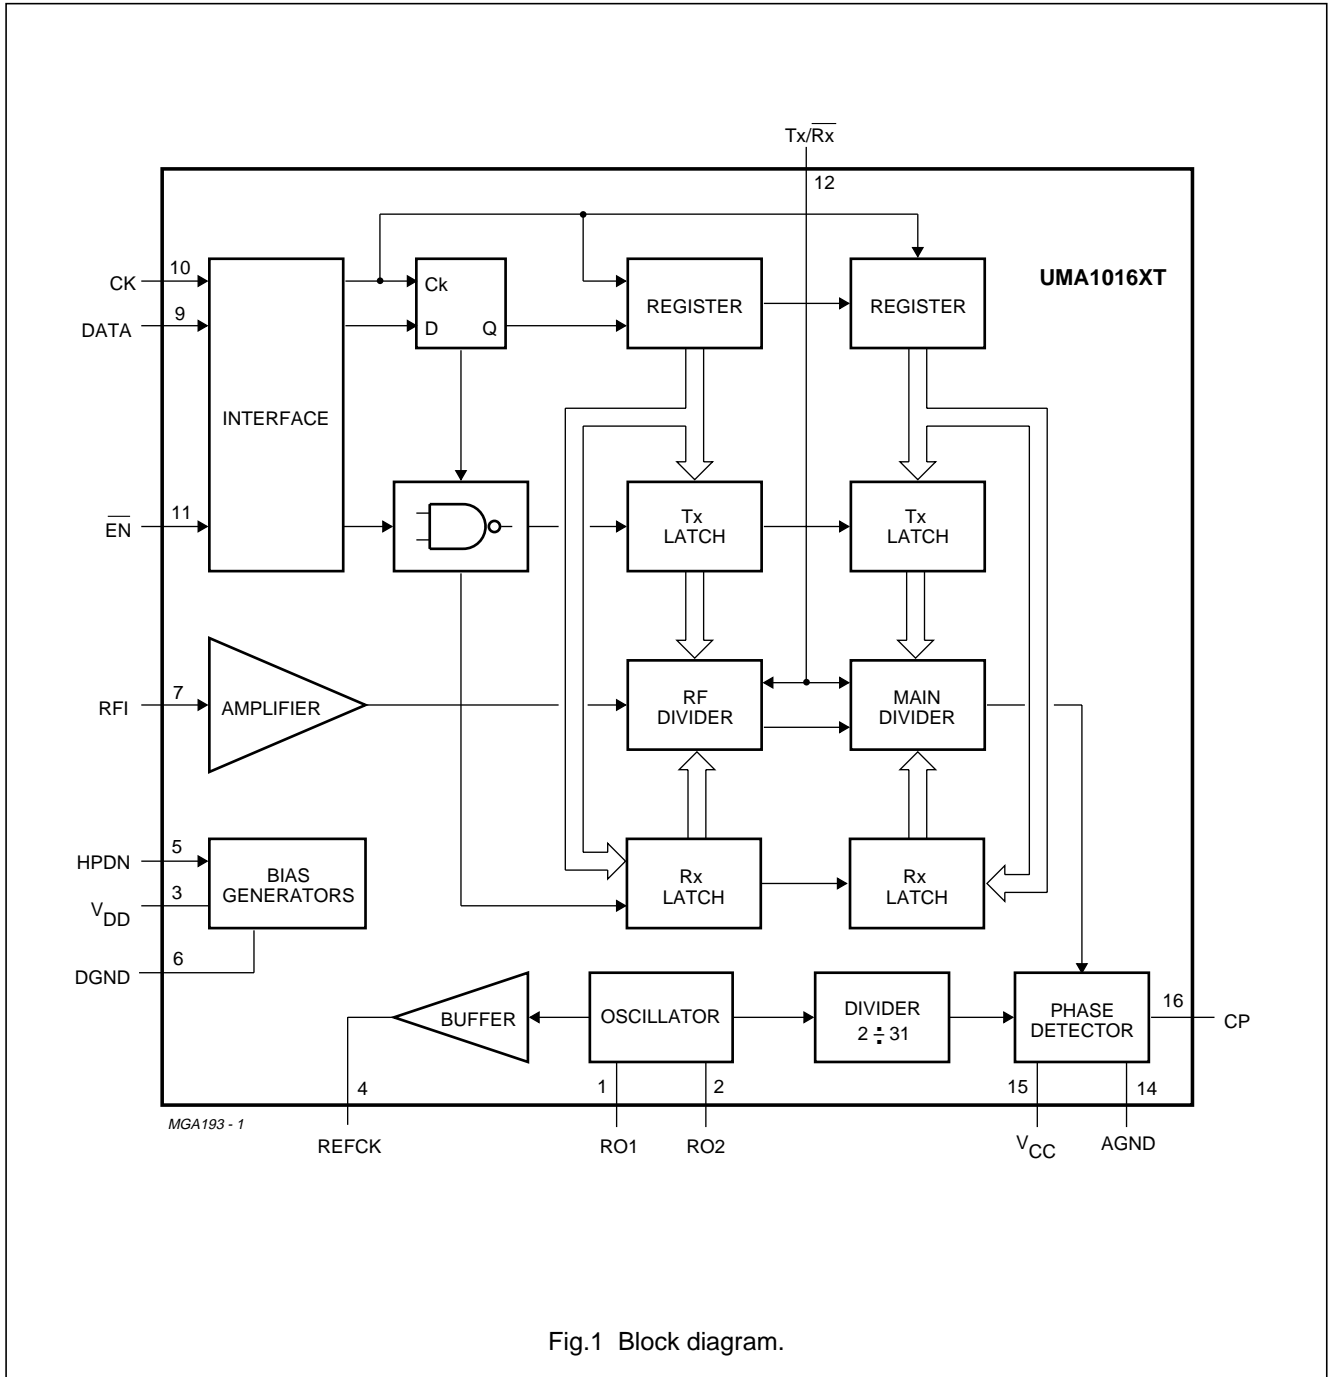 Tx/R̅x̅
12
UMA1016XT
CK
10
Ck
D
Q
REGISTER
REGISTER
DATA
9
INTERFACE
E̅N̅
11
Tx
LATCH
Tx
LATCH
RFI
7
AMPLIFIER
RF
DIVIDER
MAIN
DIVIDER
HPDN
5
VDD
3
BIAS
GENERATORS
Rx
LATCH
Rx
LATCH
DGND
6
BUFFER
OSCILLATOR
DIVIDER
2 ÷ 31
PHASE
DETECTOR
16
CP
4
1
2
15
14
MGA193 - 1
REFCK
RO1
RO2
VCC
AGND
Fig.1 Block diagram.